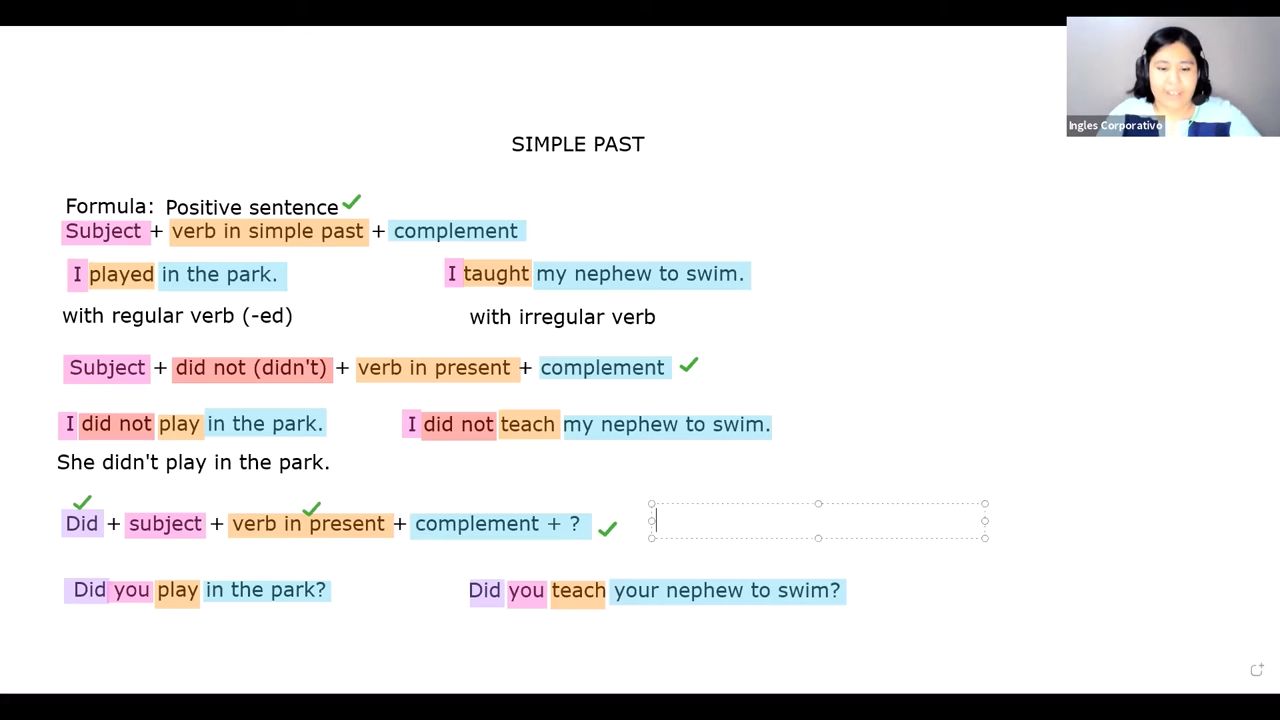 Ingles Corporativo
SIMPLE PAST
Formula: Positive sentence
Subject + verb in simple past + complement
I played in the park. I taught my nephew to swim.
with regular verb (-ed) with irregular verb
Subject + did not (didn't) + verb in present + complement
I did not play in the park. I did not teach my nephew to swim.
She didn't play in the park.
Did + subject + verb in present + complement + ?
Did you play in the park? Did you teach your nephew to swim?